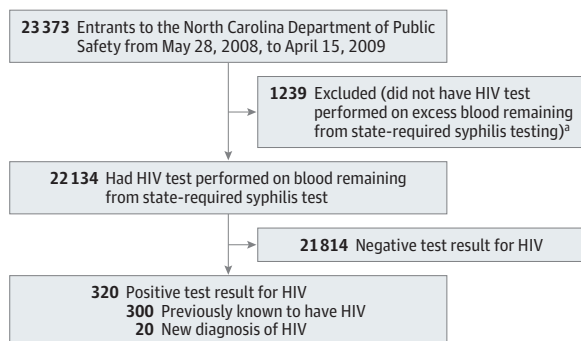 23 373 Entrants to the North Carolina Department of Public
Safety from May 28, 2008, to April 15, 2009
1239 Excluded (did not have HIV test
performed on excess blood remaining
from state-required syphilis testing)a
22 134 Had HIV test performed on blood remaining
from state-required syphilis test
21 814 Negative test result for HIV
320 Positive test result for HIV
300 Previously known to have HIV
20 New diagnosis of HIV